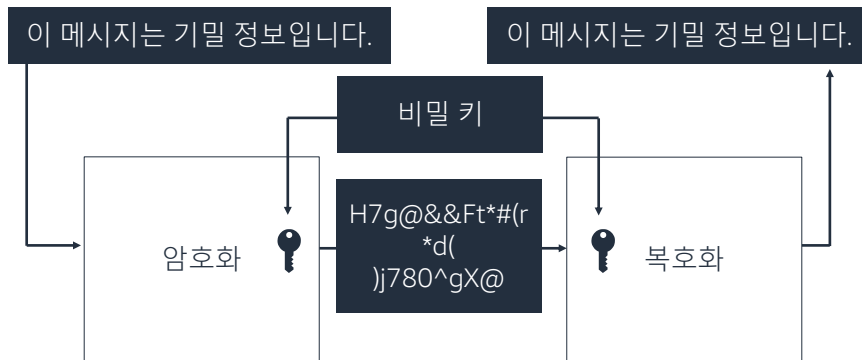 이 메시지는 기밀 정보입니다.
이 메시지는 기밀 정보입니다.
비밀 키
암호화
H7g@&&Ft*#(r
*d(
)j780^gX@
복호화